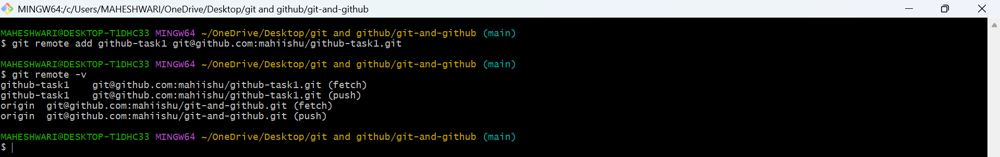 MINGW64:/c/Users/MAHESHWARI/OneDrive/Desktop/git and github/git-and-github
MAHESHWARI@DESKTOP-T1DHC33 MINGW64 ~/OneDrive/Desktop/git and github/git-and-github (main)
$ git remote add github-task1 git@github.com:mahiishu/github-task1.git
MAHESHWARI@DESKTOP-T1DHC33 MINGW64 ~/OneDrive/Desktop/git and github/git-and-github (main)
$ git remote -v
github-task1    git@github.com:mahiishu/github-task1.git (fetch)
github-task1    git@github.com:mahiishu/github-task1.git (push)
origin  git@github.com:mahiishu/git-and-github.git (fetch)
origin  git@github.com:mahiishu/git-and-github.git (push)
MAHESHWARI@DESKTOP-T1DHC33 MINGW64 ~/OneDrive/Desktop/git and github/git-and-github (main)
$